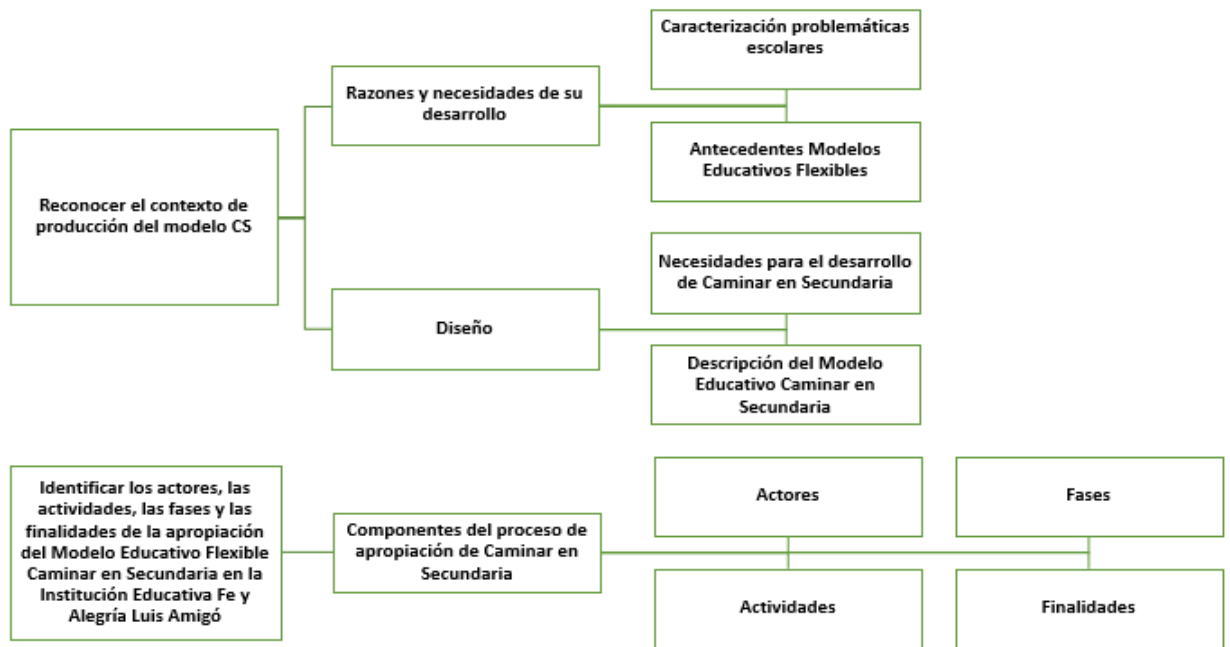 Caracterización problemáticas
escolares
Razones y necesidades de su
desarrollo
Antecedentes Modelos
Educativos Flexibles
Reconocer el contexto de
producción del modelo CS
Necesidades para el desarrollo
de Caminar en Secundaria
Diseño
Descripción del Modelo
Educativo Caminar en
Secundaria
Identificar los actores, las
actividades, las fases y las
finalidades de la apropiación
del Modelo Educativo Flexible
Caminar en Secundaria en la
Institución Educativa Fe y
Alegría Luis Amigó
Componentes del proceso de
apropiación de Caminar en
Secundaria
Actores
Fases
Actividades
Finalidades